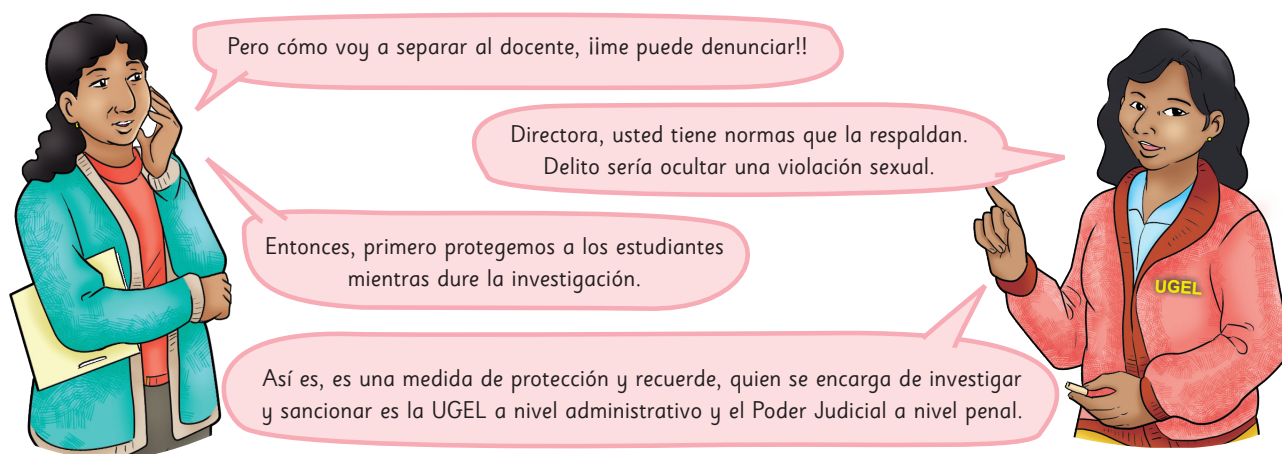 Pero cómo voy a separar al docente, ¡¡me puede denunciar!!
Directora, usted tiene normas que la respaldan.
Delito sería ocultar una violación sexual.
Entonces, primero protegemos a los estudiantes
mientras dure la investigación.
UGEL
Así es, es una medida de protección y recuerde, quien se encarga de investigar
y sancionar es la UGEL a nivel administrativo y el Poder Judicial a nivel penal.